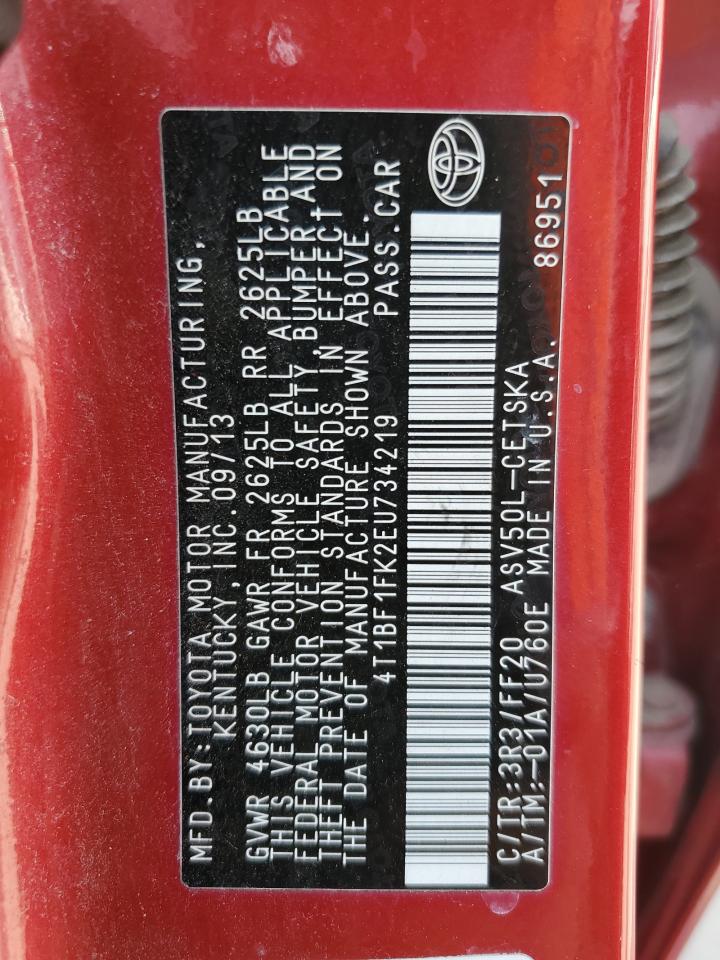 MFD.BY:TOYOTA MOTOR MANUFACTURING,
KENTUCKY,INC.09/13
GVWR 4630LB GAWR FR 2625LB RR 2625LB
THIS VEHICLE CONFORMS TO ALL APPLICABLE
FEDERAL MOTOR VEHICLE SAFETY, BUMPER, AND
THEFT PREVENTION STANDARDS IN EFFECT ON
THE DATE OF MANUFACTURE SHOWN ABOVE.
4T1BF1FK2EU734219 PASS.CAR
C/TR:3R3/FF20 ASV50L-CETSKA
A/TM:-01A/U760E MADE IN U.S.A. 86951